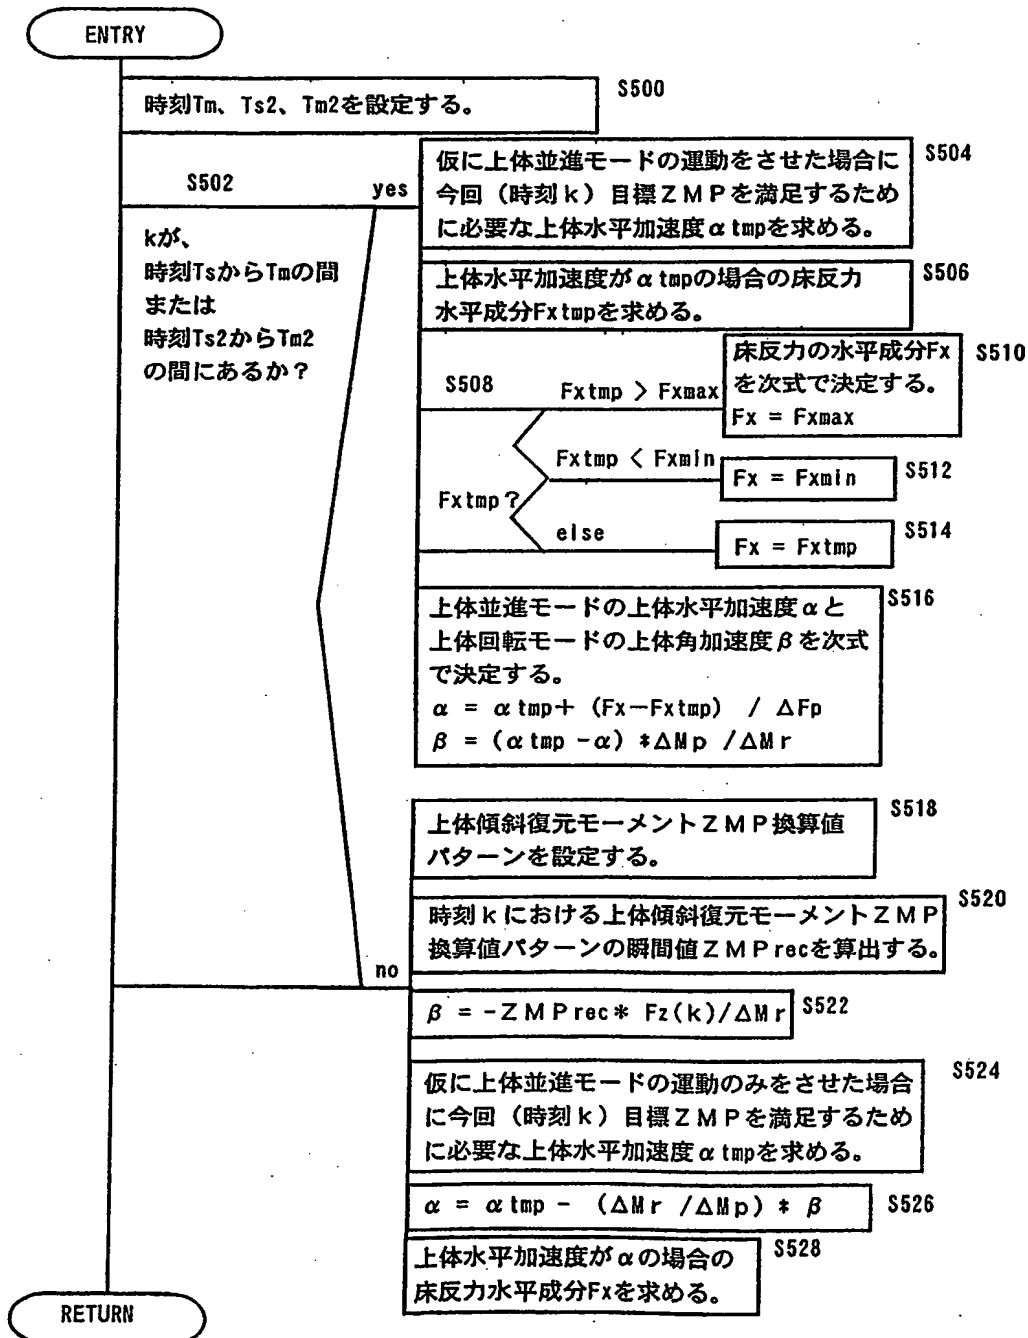 ENTRY
時刻Tm、Ts2、Tm2を設定する。
S500
S502
yes
kが、
時刻TsからTmの間
または
時刻Ts2からTm2
の間にあるか？
仮に上体並進モードの運動をさせた場合に
今回（時刻k）目標ZMPを満足するため
に必要な上体水平加速度αtmpを求める。
S504
上体水平加速度がαtmpの場合の床反力
水平成分Fxtmpを求める。
S506
S508
Fxtmp？
Fxtmp > Fxmax
床反力の水平成分Fx
を次式で決定する。
Fx = Fxmax
S510
Fxtmp < Fxmin
Fx = Fxmin
S512
else
Fx = Fxtmp
S514
上体並進モードの上体水平加速度αと
上体回転モードの上体角加速度βを次式
で決定する。
α = αtmp+ (Fx－Fxtmp) / ΔFp
β = (αtmp -α) *ΔMp /ΔMr
S516
no
上体傾斜復元モーメントZMP換算値
パターンを設定する。
S518
時刻kにおける上体傾斜復元モーメントZMP
換算値パターンの瞬間値ZMPrecを算出する。
S520
β = -ZMPrec* Fz(k)/ΔMr
S522
仮に上体並進モードの運動のみをさせた場合
に今回（時刻k）目標ZMPを満足するため
に必要な上体水平加速度αtmpを求める。
S524
α = αtmp - (ΔMr /ΔMp) * β
S526
上体水平加速度がαの場合の
床反力水平成分Fxを求める。
S528
RETURN